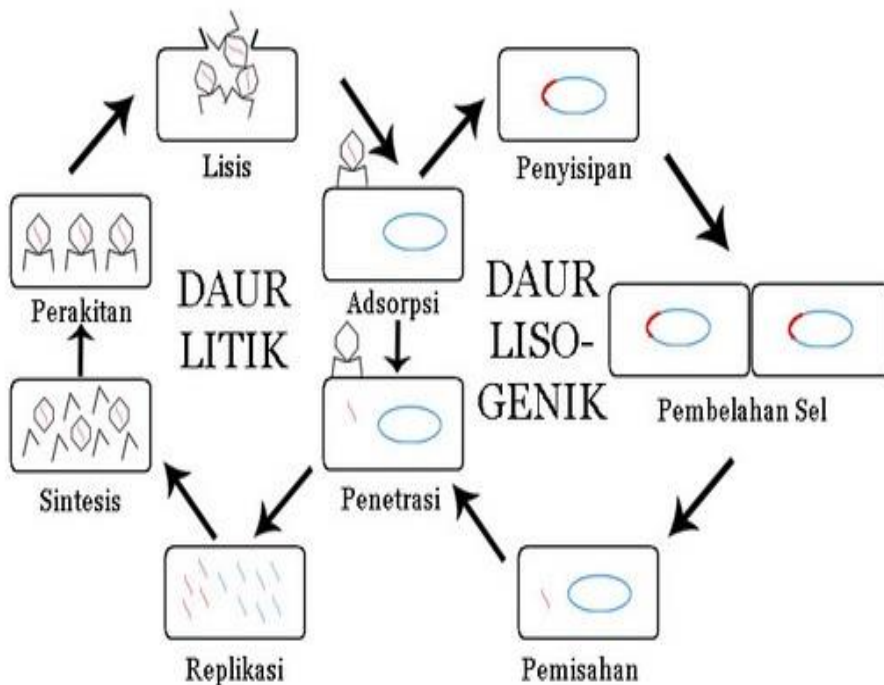 Lisis
Penyisipan
Perakitan
DAUR
LITIK
Adsorpsi
DAUR
LISO-
GENIK
Pembelahan Sel
Sintesis
Penetrasi
Replikasi
Pemisahan